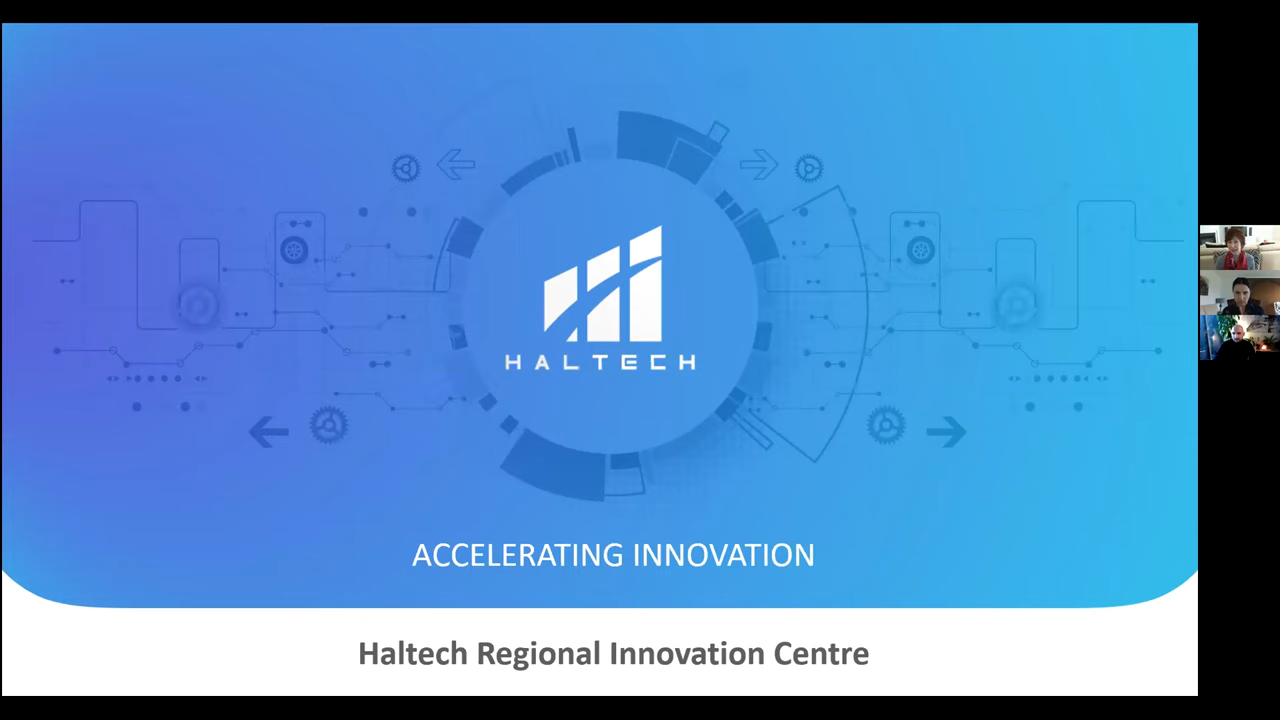 HALTECH
ACCELERATING INNOVATION
Haltech Regional Innovation Centre